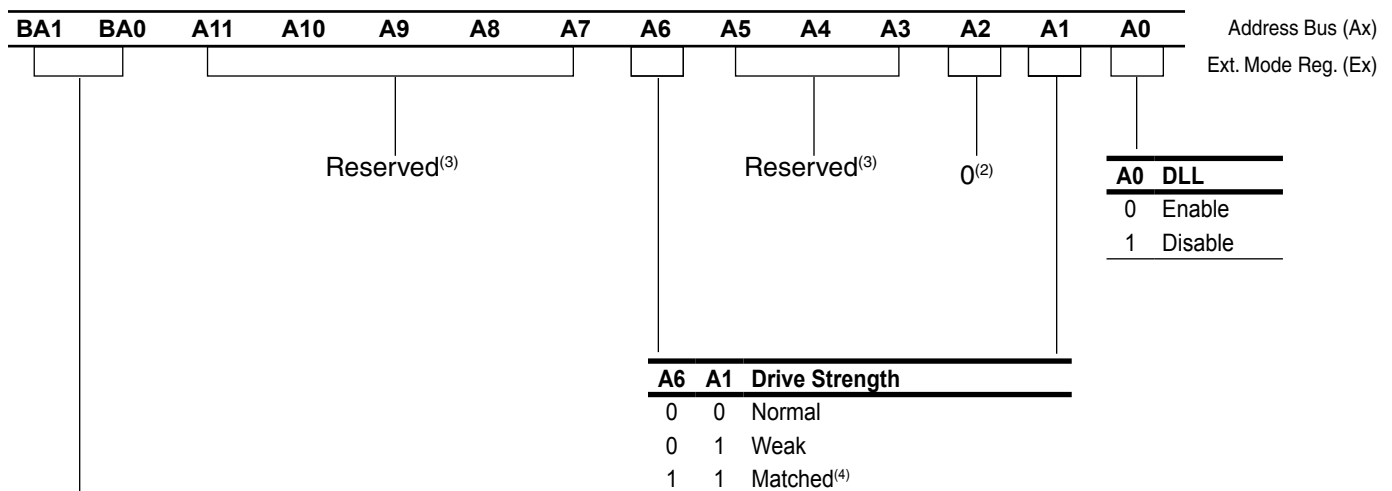 BA1 BA0 A11 A10 A9 A8 A7 A6 A5 A4 A3 A2 A1 A0 Address Bus (Ax)
Ext. Mode Reg. (Ex)
Reserved(3) Reserved(3) 0(2)
A0 DLL
0 Enable
1 Disable
A6 A1 Drive Strength
0 0 Normal
0 1 Weak
1 1 Matched(4)